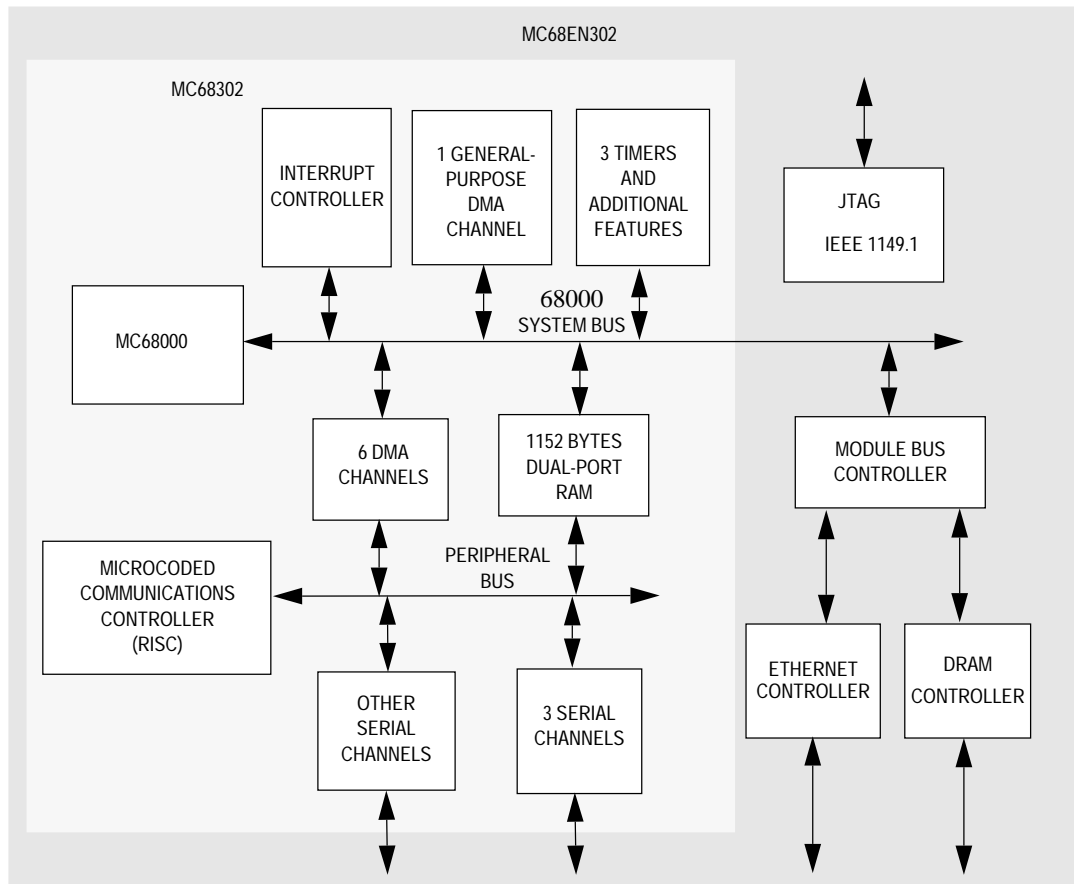 MC68EN302
MC68302
INTERRUPT
CONTROLLER
1 GENERAL-
PURPOSE
DMA
CHANNEL
3 TIMERS
AND
ADDITIONAL
FEATURES
JTAG
IEEE 1149.1
68000
SYSTEM BUS
MC68000
6 DMA
CHANNELS
1152 BYTES
DUAL-PORT
RAM
MODULE BUS
CONTROLLER
PERIPHERAL
BUS
MICROCODED
COMMUNICATIONS
CONTROLLER
(RISC)
OTHER
SERIAL
CHANNELS
3 SERIAL
CHANNELS
ETHERNET
CONTROLLER
DRAM
CONTROLLER